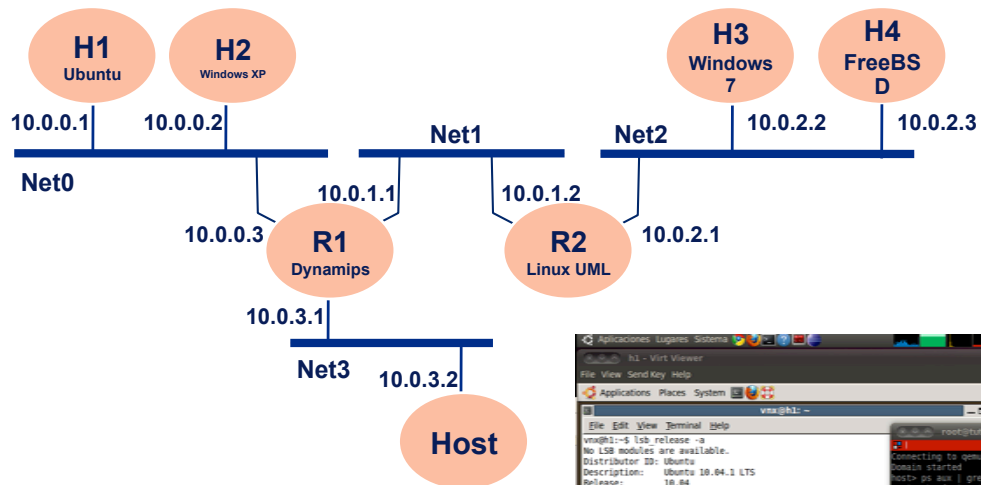 H1
Ubuntu
H2
Windows XP
H3
Windows
7
H4
FreeBS
D
10.0.0.1
10.0.0.2
10.0.2.2
10.0.2.3
Net0
Net1
Net2
10.0.1.1
10.0.1.2
10.0.0.3
10.0.2.1
R1
Dynamips
R2
Linux UML
10.0.3.1
Net3
10.0.3.2
Host
Aplicaciones Lugares Sistema
h1 - Virt Viewer
File View Send Key Help
Applications Places System
vnx@h1: ~
File Edit View Terminal Help
vnx@h1:~$ lsb_release -a
No LSB modules are available.
Distributor ID: Ubuntu
Description: Ubuntu 10.04.1 LTS
Release: 10.04
root@tut
Connecting to qemu
Domain started
host> ps aux | gre